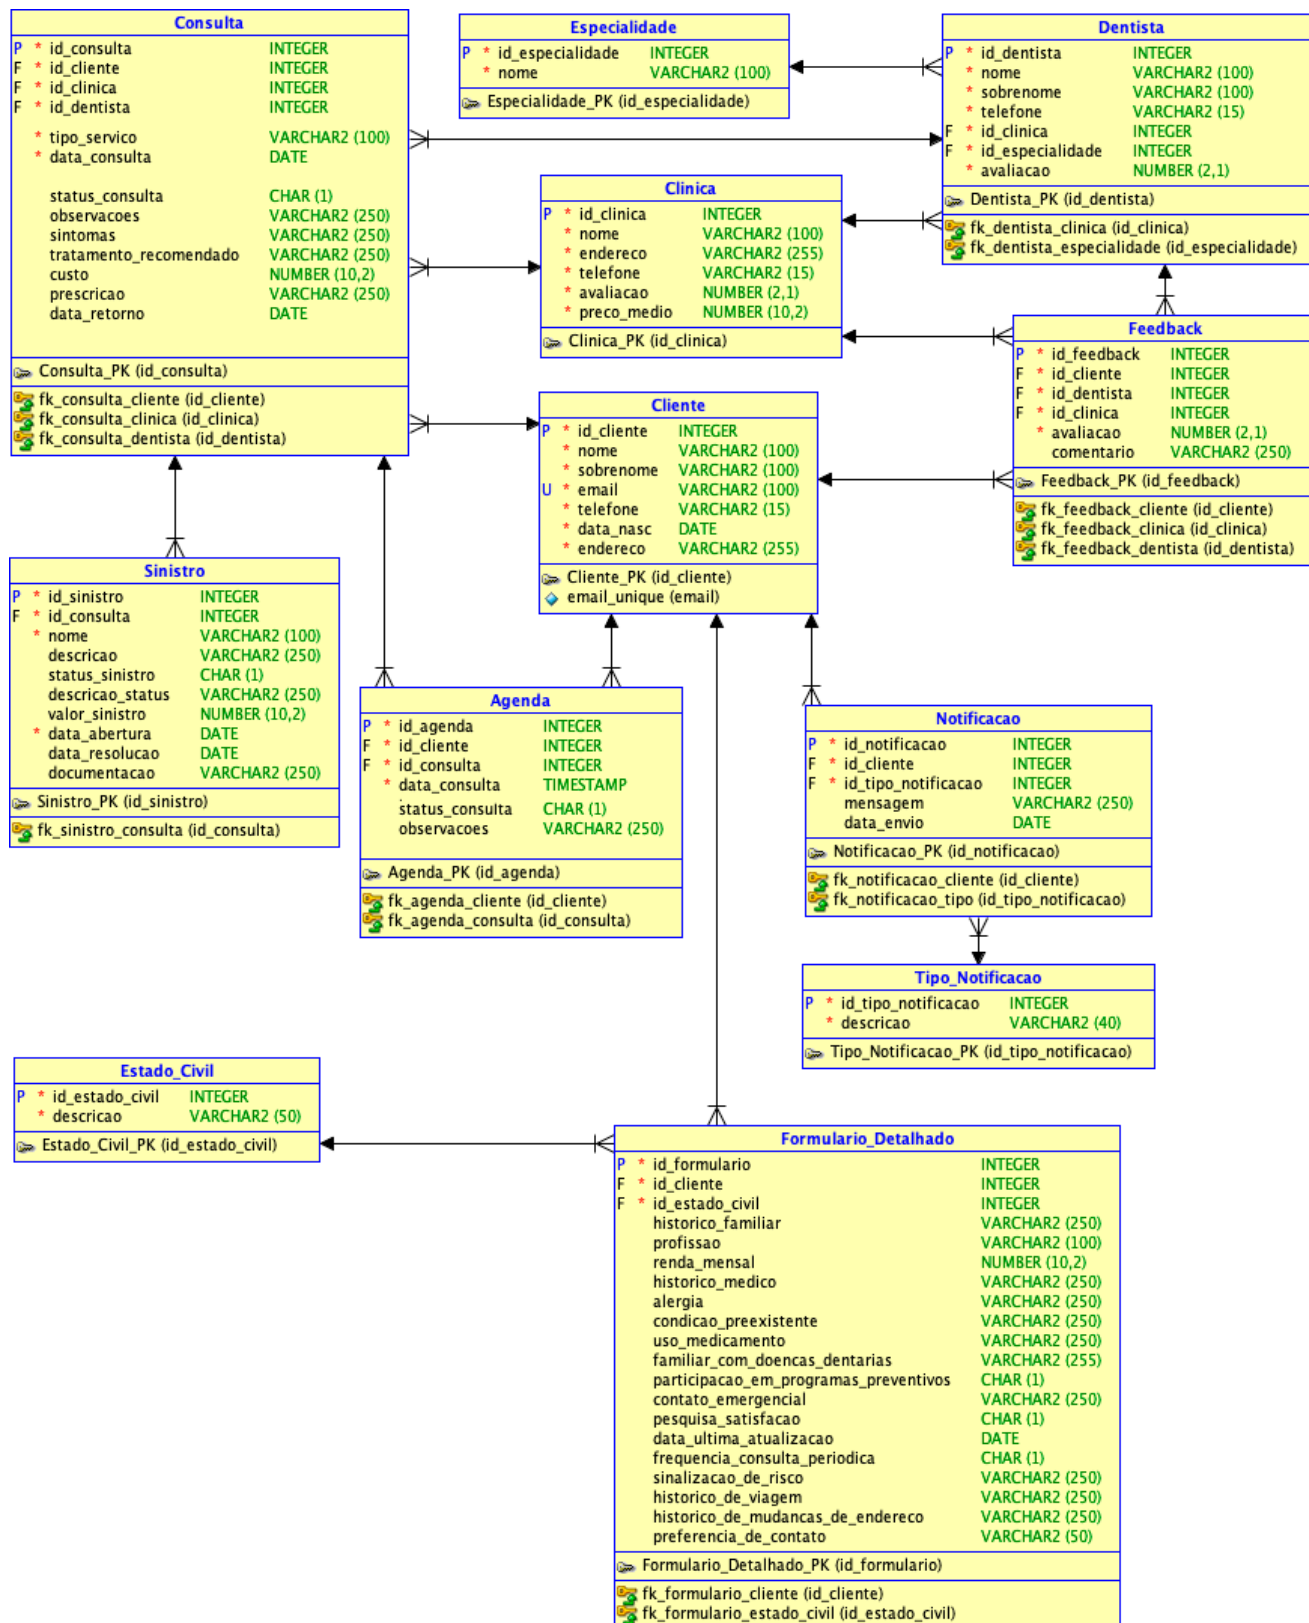 Consulta
P * id_consulta INTEGER
F * id_cliente INTEGER
F * id_clinica INTEGER
F * id_dentista INTEGER
* tipo_servico VARCHAR2 (100)
* data_consulta DATE
status_consulta CHAR (1)
observacoes VARCHAR2 (250)
sintomas VARCHAR2 (250)
tratamento_recomendado VARCHAR2 (250)
custo NUMBER (10,2)
prescricao VARCHAR2 (250)
data_retorno DATE
Consulta_PK (id_consulta)
fk_consulta_cliente (id_cliente)
fk_consulta_clinica (id_clinica)
fk_consulta_dentista (id_dentista)
Especialidade
P * id_especialidade INTEGER
* nome VARCHAR2 (100)
Especialidade_PK (id_especialidade)
Dentista
P * id_dentista INTEGER
* nome VARCHAR2 (100)
* sobrenome VARCHAR2 (100)
* telefone VARCHAR2 (15)
F * id_clinica INTEGER
F * id_especialidade INTEGER
* avaliacao NUMBER (2,1)
Dentista_PK (id_dentista)
fk_dentista_clinica (id_clinica)
fk_dentista_especialidade (id_especialidade)
Clinica
P * id_clinica INTEGER
* nome VARCHAR2 (100)
* endereco VARCHAR2 (255)
* telefone VARCHAR2 (15)
* avaliacao NUMBER (2,1)
* preco_medio NUMBER (10,2)
Clinica_PK (id_clinica)
Feedback
P * id_feedback INTEGER
F * id_cliente INTEGER
F * id_dentista INTEGER
F * id_clinica INTEGER
* avaliacao NUMBER (2,1)
comentario VARCHAR2 (250)
Feedback_PK (id_feedback)
fk_feedback_cliente (id_cliente)
fk_feedback_clinica (id_clinica)
fk_feedback_dentista (id_dentista)
Cliente
P * id_cliente INTEGER
* nome VARCHAR2 (100)
* sobrenome VARCHAR2 (100)
U * email VARCHAR2 (100)
* telefone VARCHAR2 (15)
* data_nasc DATE
* endereco VARCHAR2 (255)
Cliente_PK (id_cliente)
email_unique (email)
Sinistro
P * id_sinistro INTEGER
F * id_consulta INTEGER
* nome VARCHAR2 (100)
descricao VARCHAR2 (250)
status_sinistro CHAR (1)
descricao_status VARCHAR2 (250)
valor_sinistro NUMBER (10,2)
* data_abertura DATE
data_resolucao DATE
documentacao VARCHAR2 (250)
Sinistro_PK (id_sinistro)
fk_sinistro_consulta (id_consulta)
Agenda
P * id_agenda INTEGER
F * id_cliente INTEGER
F * id_consulta INTEGER
* data_consulta TIMESTAMP
status_consulta CHAR (1)
observacoes VARCHAR2 (250)
Agenda_PK (id_agenda)
fk_agenda_cliente (id_cliente)
fk_agenda_consulta (id_consulta)
Notificacao
P * id_notificacao INTEGER
F * id_cliente INTEGER
F * id_tipo_notificacao INTEGER
mensagem VARCHAR2 (250)
data_envio DATE
Notificacao_PK (id_notificacao)
fk_notificacao_cliente (id_cliente)
fk_notificacao_tipo (id_tipo_notificacao)
Tipo_Notificacao
P * id_tipo_notificacao INTEGER
* descricao VARCHAR2 (40)
Tipo_Notificacao_PK (id_tipo_notificacao)
Estado_Civil
P * id_estado_civil INTEGER
* descricao VARCHAR2 (50)
Estado_Civil_PK (id_estado_civil)
Formulario_Detalhado
P * id_formulario INTEGER
F * id_cliente INTEGER
F * id_estado_civil INTEGER
historico_familiar VARCHAR2 (250)
profissao VARCHAR2 (100)
renda_mensal NUMBER (10,2)
historico_medico VARCHAR2 (250)
alergia VARCHAR2 (250)
condicao_preexistente VARCHAR2 (250)
uso_medicamento VARCHAR2 (250)
familiar_com_doencas_dentarias VARCHAR2 (255)
participacao_em_programas_preventivos CHAR (1)
contato_emergencial VARCHAR2 (250)
pesquisa_satisfacao CHAR (1)
data_ultima_atualizacao DATE
frequencia_consulta_periodica CHAR (1)
sinalizacao_de_risco VARCHAR2 (250)
historico_de_viagem VARCHAR2 (250)
historico_de_mudancas_de_endereco VARCHAR2 (250)
preferencia_de_contato VARCHAR2 (50)
Formulario_Detalhado_PK (id_formulario)
fk_formulario_cliente (id_cliente)
fk_formulario_estado_civil (id_estado_civil)